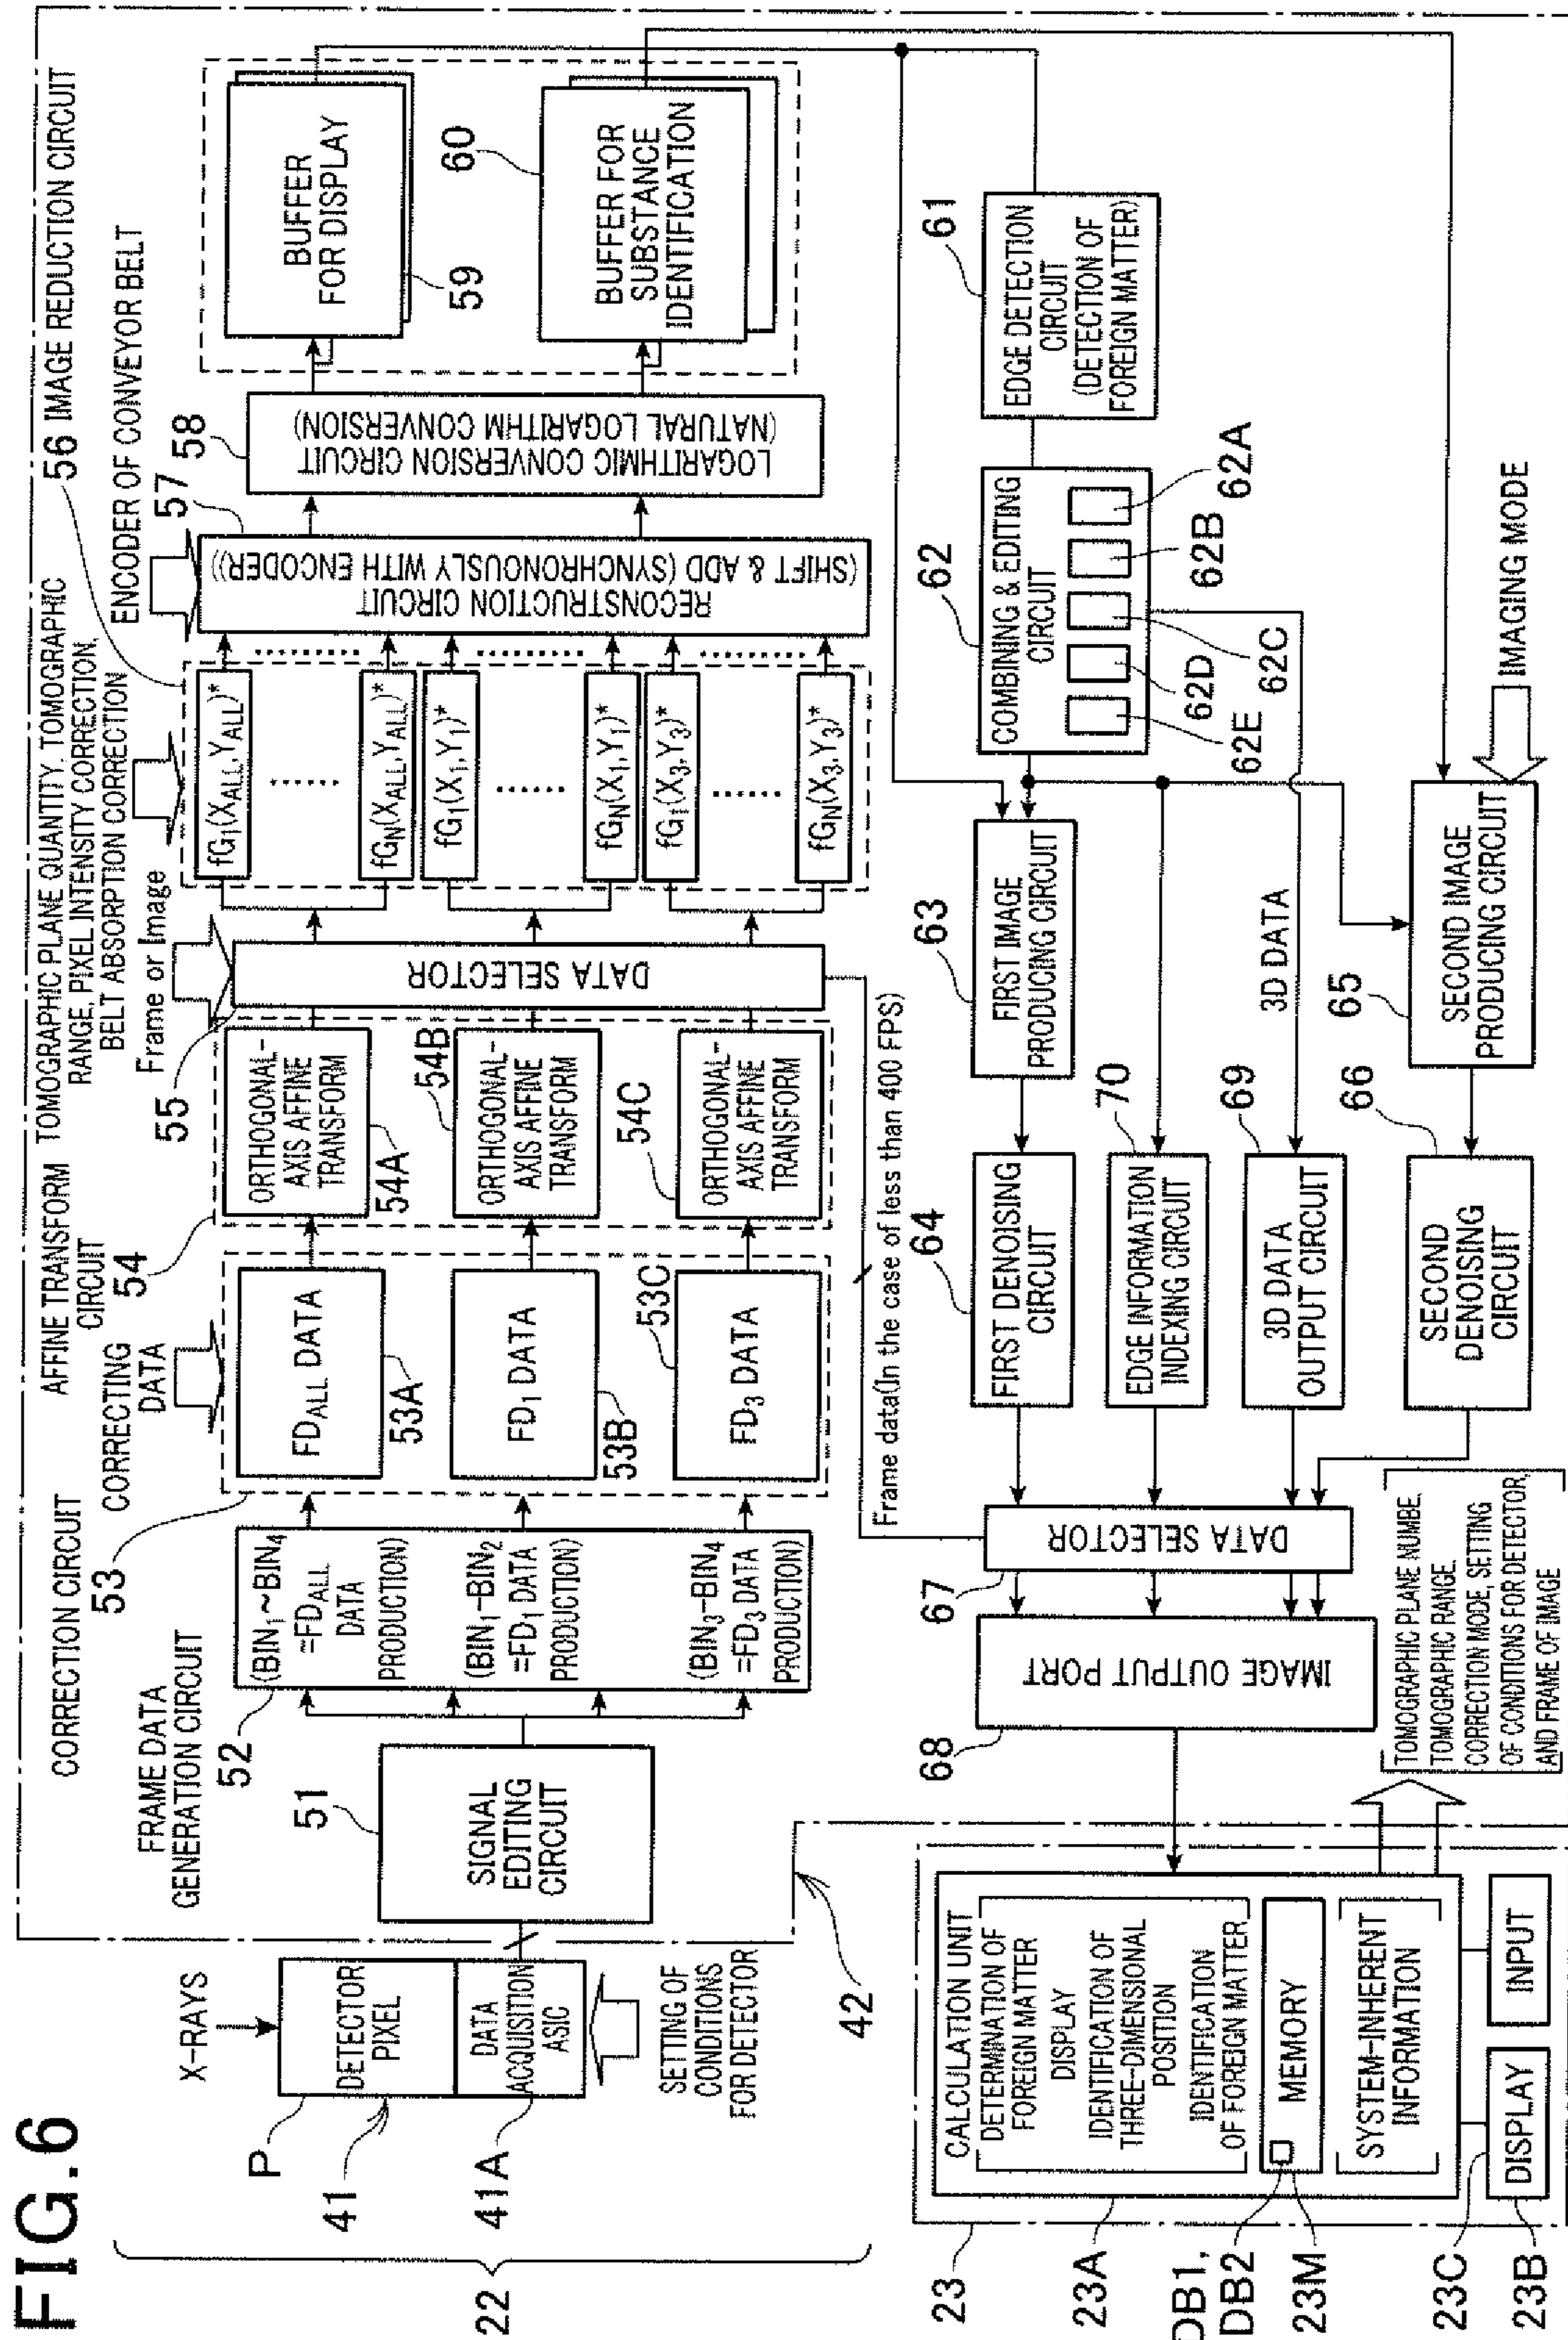 FIG.6
X-RAYS
P
DETECTOR
PIXEL
41
DATA
ACQUISITION
ASIC
41A
SETTING OF
CONDITIONS
FOR DETECTOR
22
42
SIGNAL
EDITING
CIRCUIT
51
FRAME DATA
GENERATION CIRCUIT
52
(BIN1~BIN4
=FDALL
DATA
PRODUCTION)
(BIN1-BIN2
=FD1 DATA
PRODUCTION)
(BIN3-BIN4
=FD3 DATA
PRODUCTION)
CORRECTION CIRCUIT
53
CORRECTING
DATA
FDALL DATA
53A
FD1 DATA
53B
FD3 DATA
53C
AFFINE TRANSFORM
CIRCUIT
54
ORTHOGONAL-
AXIS AFFINE
TRANSFORM
54A
ORTHOGONAL-
AXIS AFFINE
TRANSFORM
54B
ORTHOGONAL-
AXIS AFFINE
TRANSFORM
54C
55
Frame or Image
DATA SELECTOR
TOMOGRAPHIC PLANE QUANTITY, TOMOGRAPHIC
RANGE, PIXEL INTENSITY CORRECTION,
BELT ABSORPTION CORRECTION
56 IMAGE REDUCTION CIRCUIT
fG1(XALL,YALL)*
......
fGN(XALL,YALL)*
fG1(X1,Y1)*
......
fGN(X1,Y1)*
fG1(X3,Y3)*
......
fGN(X3,Y3)*
ENCODER OF CONVEYOR BELT
57
RECONSTRUCTION CIRCUIT
(SHIFT & ADD (SYNCHRONOUSLY WITH ENCODER))
58
LOGARITHMIC CONVERSION CIRCUIT
(NATURAL LOGARITHM CONVERSION)
BUFFER
FOR DISPLAY
59
BUFFER FOR
SUBSTANCE
IDENTIFICATION
60
Frame data(In the case of less than 400 FPS)
EDGE DETECTION
CIRCUIT
(DETECTION OF
FOREIGN MATTER)
61
COMBINING & EDITING
CIRCUIT
62
62A
62B
62C
62D
62E
FIRST IMAGE
PRODUCING CIRCUIT
63
FIRST DENOISING
CIRCUIT
64
EDGE INFORMATION
INDEXING CIRCUIT
70
3D DATA
3D DATA
OUTPUT CIRCUIT
69
IMAGING MODE
SECOND IMAGE
PRODUCING CIRCUIT
65
SECOND
DENOISING
CIRCUIT
66
DATA SELECTOR
67
IMAGE OUTPUT PORT
68
TOMOGRAPHIC PLANE NUMBE,
TOMOGRAPHIC RANGE,
CORRECTION MODE, SETTING
OF CONDITIONS FOR DETECTOR,
AND FRAME OF IMAGE
23
CALCULATION UNIT
DETERMINATION OF
FOREIGN MATTER
DISPLAY
IDENTIFICATION OF
THREE-DIMENSIONAL
POSITION
IDENTIFICATION
OF FOREIGN MATTER
23A
MEMORY
DB1,
DB2
23M
SYSTEM-INHERENT
INFORMATION
DISPLAY
INPUT
23C
23B